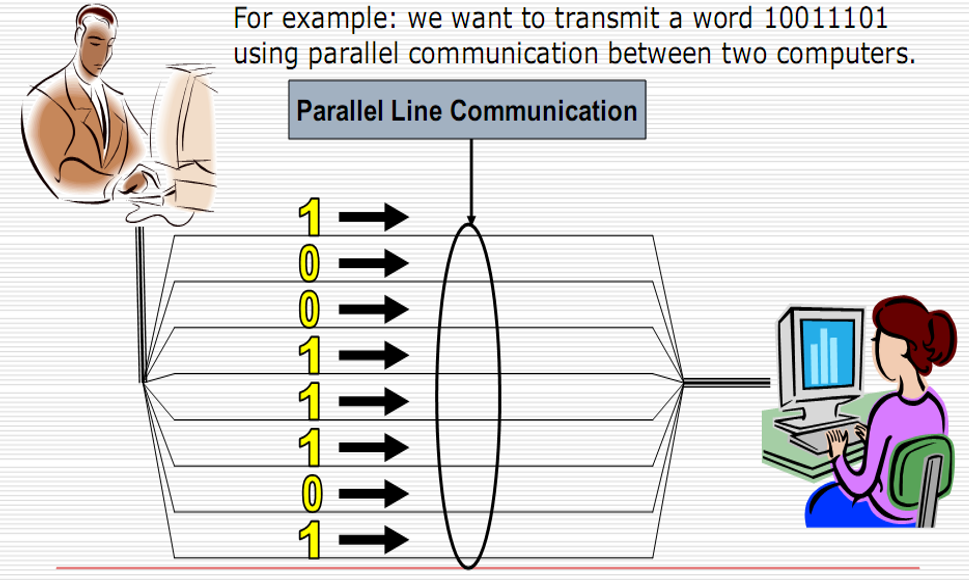 For example: we want to transmit a word 10011101
using parallel communication between two computers.
Parallel Line Communication
1
0
0
1
1
1
0
1